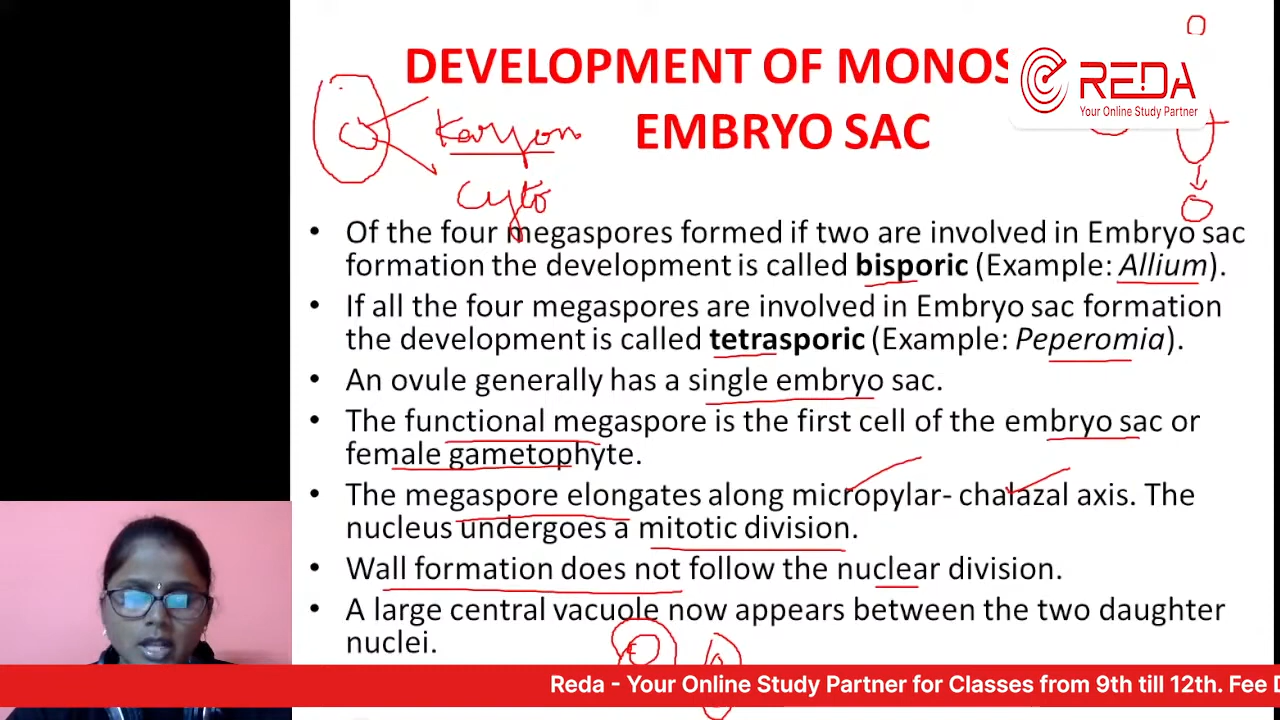 DEVELOPMENT OF MONOS
REDA
Your Online Study Partner
EMBRYO SAC
Karyon
Cyto
• Of the four megaspores formed if two are involved in Embryo sac
formation the development is called bisporic (Example: Allium).
• If all the four megaspores are involved in Embryo sac formation
the development is called tetrasporic (Example: Peperomia).
• An ovule generally has a single embryo sac.
• The functional megaspore is the first cell of the embryo sac or
female gametophyte.
• The megaspore elongates along micropylar- chalazal axis. The
nucleus undergoes a mitotic division.
• Wall formation does not follow the nuclear division.
• A large central vacuole now appears between the two daughter
nuclei.
Reda - Your Online Study Partner for Classes from 9th till 12th. Fee D